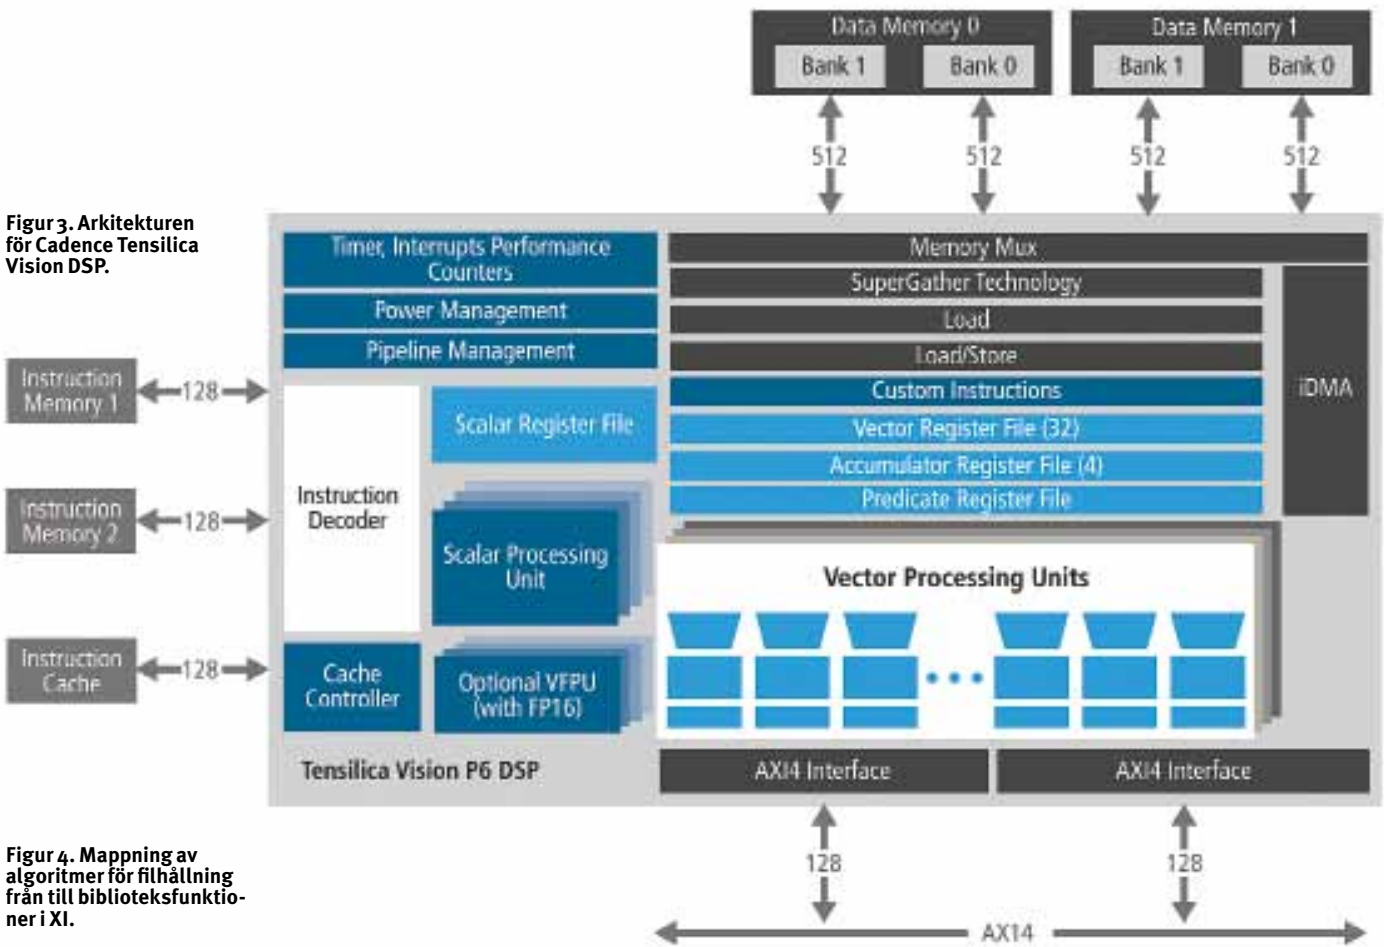 Data Memory 0
Bank 1
Bank 0
Data Memory 1
Bank 1
Bank 0
512
512
512
512
Figur 3. Arkitekturen
för Cadence Tensilica
Vision DSP.
Timer, Interrupts Performance
Counters
Power Management
Pipeline Management
Memory Mux
SuperGather Technology
Load
Load/Store
Custom Instructions
Vector Register File (32)
Accumulator Register File (4)
Predicate Register File
iDMA
Instruction
Memory 1
128
Instruction
Memory 2
128
Instruction
Cache
128
Instruction
Decoder
Scalar Register File
Scalar Processing
Unit
Cache
Controller
Optional VFPU
(with FP16)
Vector Processing Units
Tensilica Vision P6 DSP
AXI4 Interface
AXI4 Interface
128
128
AX14
Figur 4. Mappning av
algoritmer för filhållning
från till biblioteksfunktio-
ner i XI.